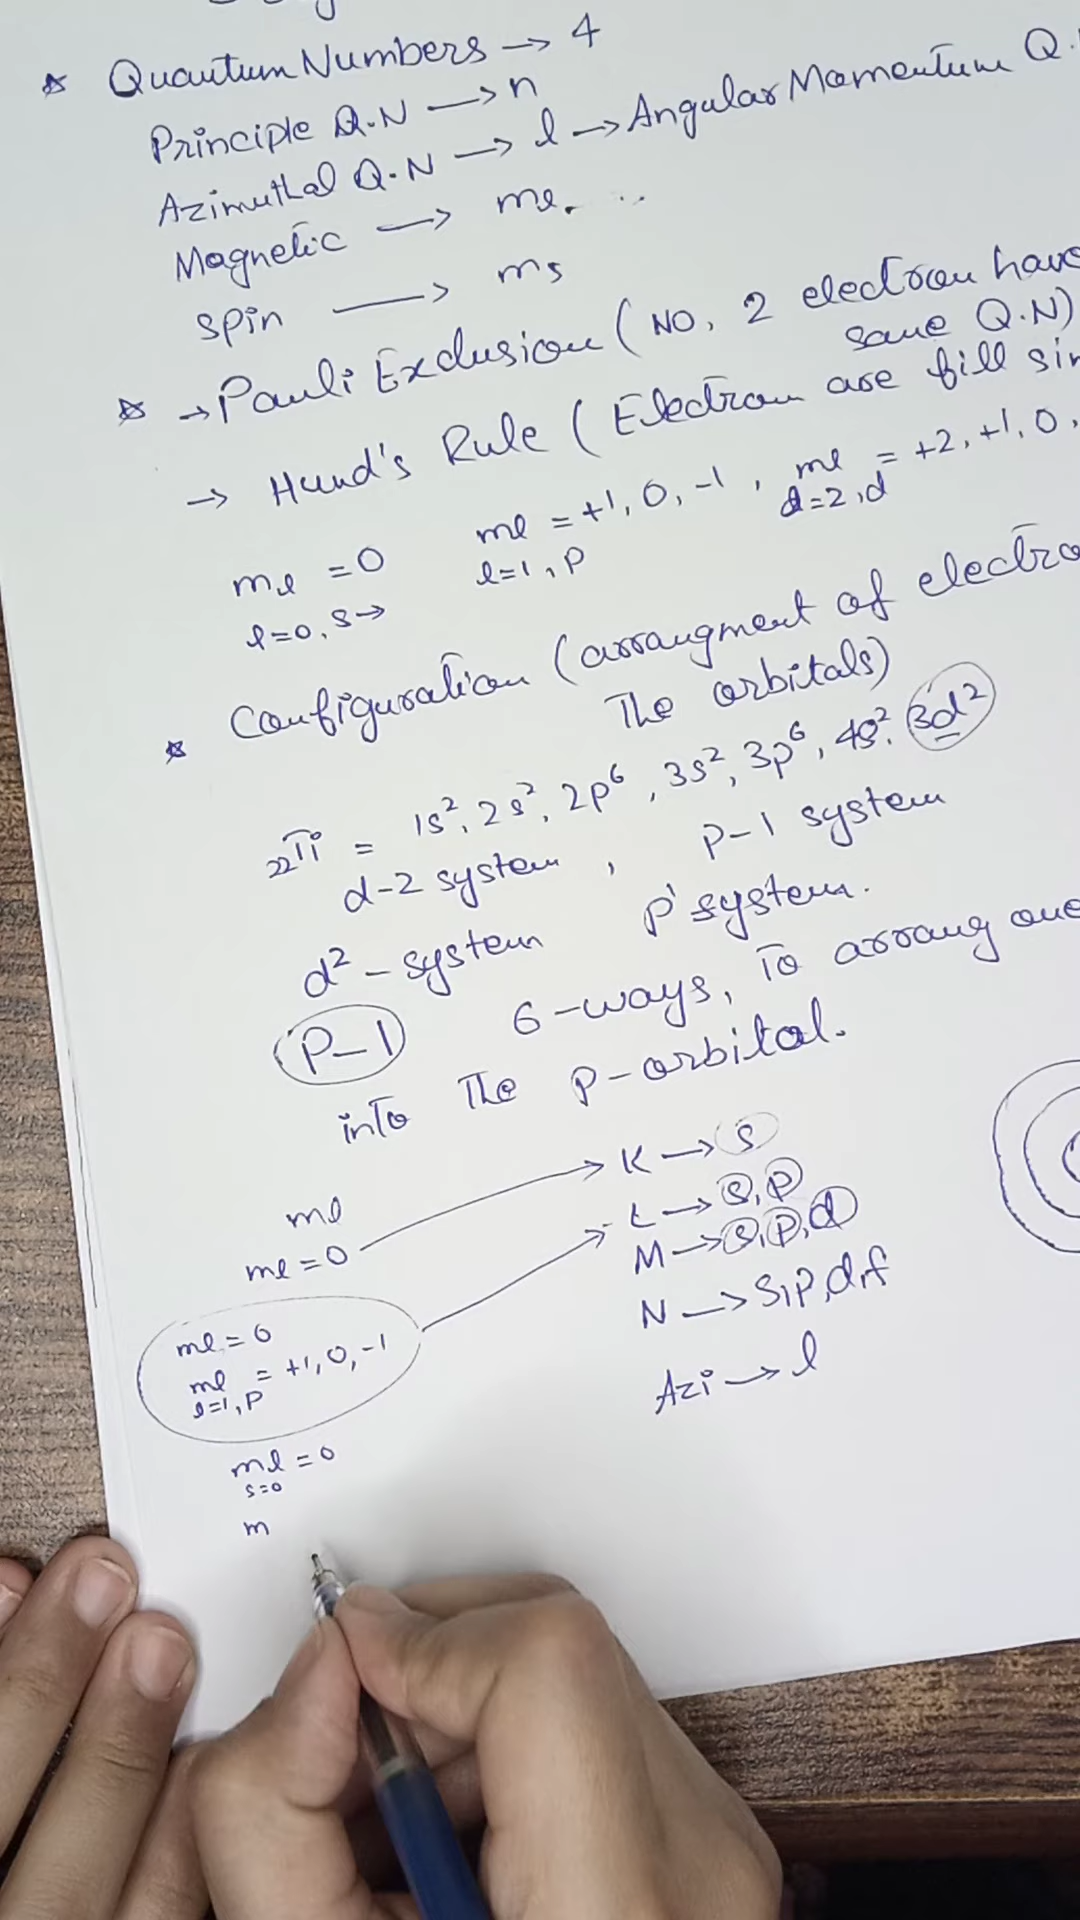 ☆ Quantum Numbers → 4
Principle Q.N → n
Azimuthal Q.N → l → Angular Momentum Q.
Magnetic → ml.
spin → ms
☆ → Pauli Exclusion (NO, 2 electron have
same Q.N)
→ Hund's Rule (Electron are fill
ml = 0
l=0, s→
ml = +1, 0, -1,
l=1, p
ml = +2, +1, 0,
l=2, d
☆ Configuration (arrangment of
The orbitals)
22Ti = 1s², 2s², 2p⁶, 3s², 3p⁶, 4s², 3d²
d-2 system, p-1 system
d² - system p' system.
P-1 6-ways, To arrang one
into The p-orbital.
ml
ml = 0
K → s
L → s, p
M → s, p, d
N → s, p, d, f
Azi → l
ml = 0
ml = +1, 0, -1
l=1, p
ml = 0
s=0
m